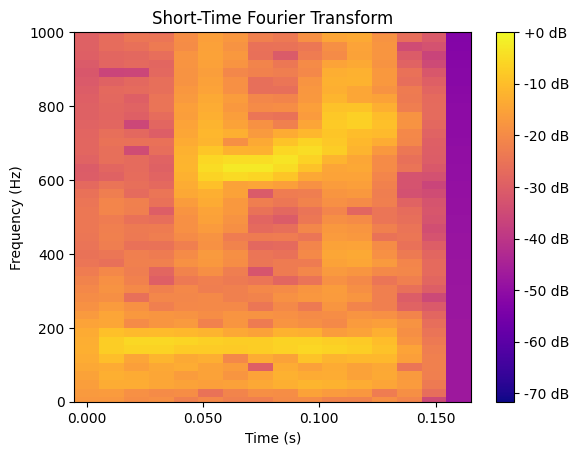 Short-Time Fourier Transform
1000
800
600
400
200
0
Frequency (Hz)
0.000
0.050
0.100
0.150
Time (s)
+0 dB
-10 dB
-20 dB
-30 dB
-40 dB
-50 dB
-60 dB
-70 dB